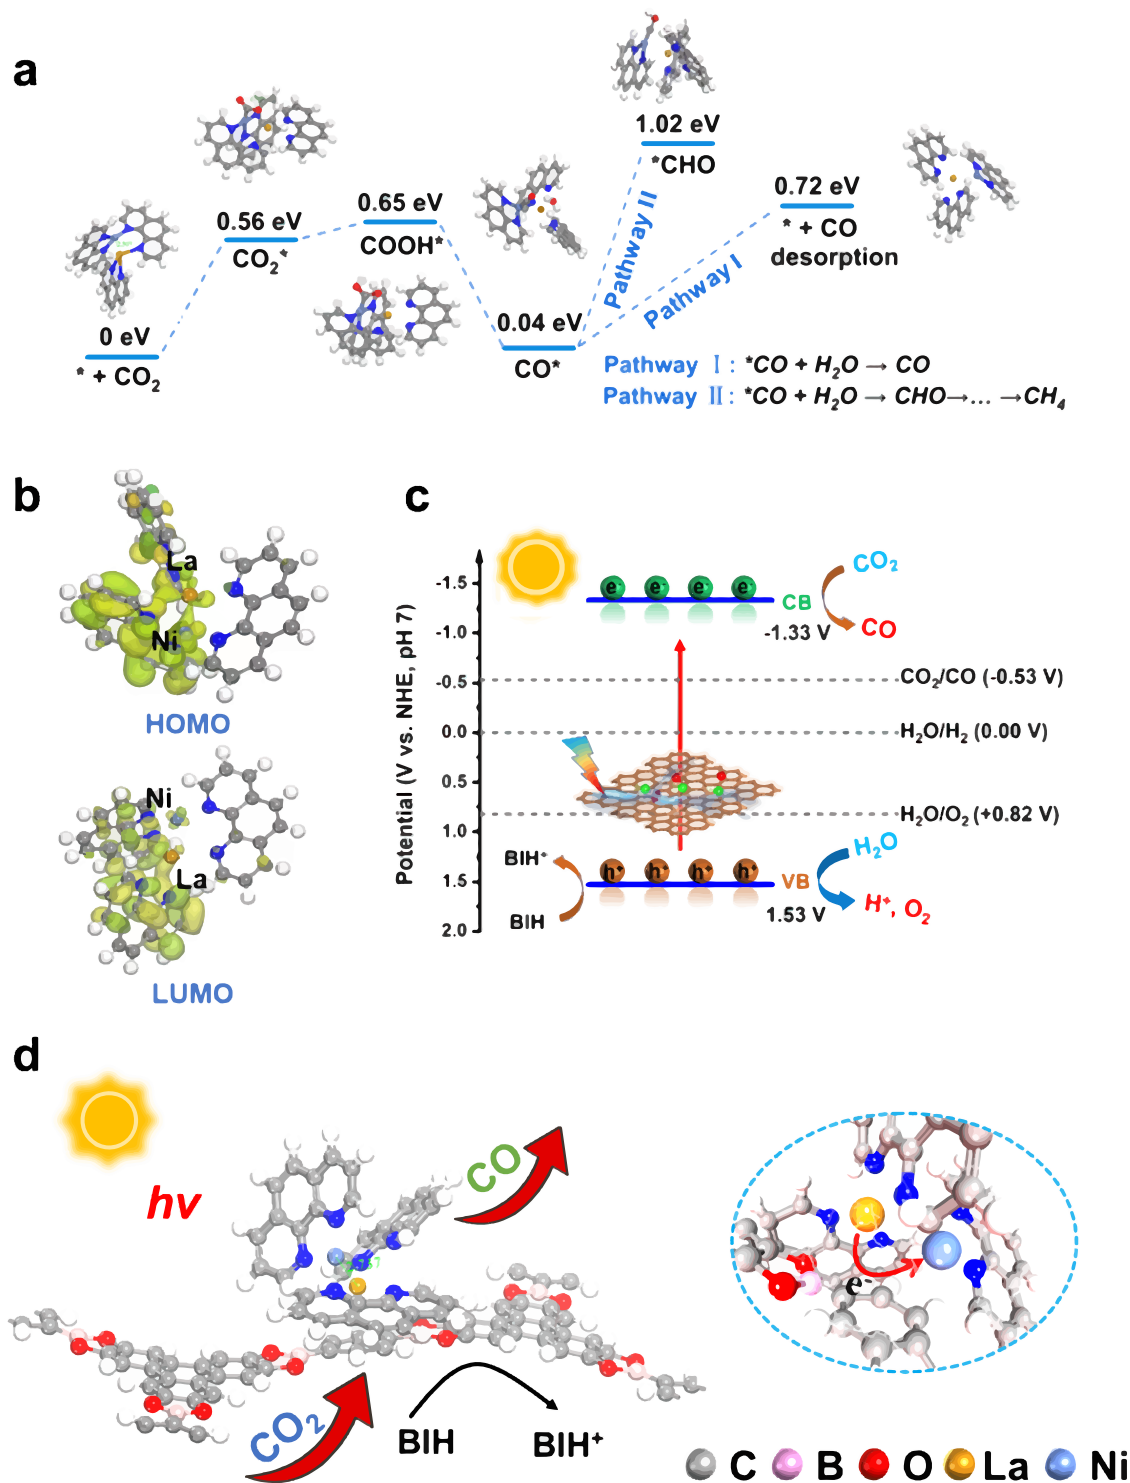 a
1.02 eV
*CHO
0.72 eV
* + CO
desorption
0.56 eV
CO2*
0.65 eV
COOH*
0 eV
* + CO2
0.04 eV
CO*
Pathway II
Pathway I
Pathway I : *CO + H2O → CO
Pathway II : *CO + H2O → CHO→... →CH4
b
La
Ni
HOMO
Ni
La
LUMO
c
Potential (V vs. NHE, pH 7)
-1.5
-1.0
-0.5
0.0
0.5
1.0
1.5
2.0
e- e- e- e-
CB
-1.33 V
CO2
CO
CO2/CO (-0.53 V)
H2O/H2 (0.00 V)
H2O/O2 (+0.82 V)
BIH+
BIH
h+ h+ h+ h+
VB
1.53 V
H2O
H+, O2
d
hv
CO
CO2
BIH
BIH+
e-
C B O La Ni